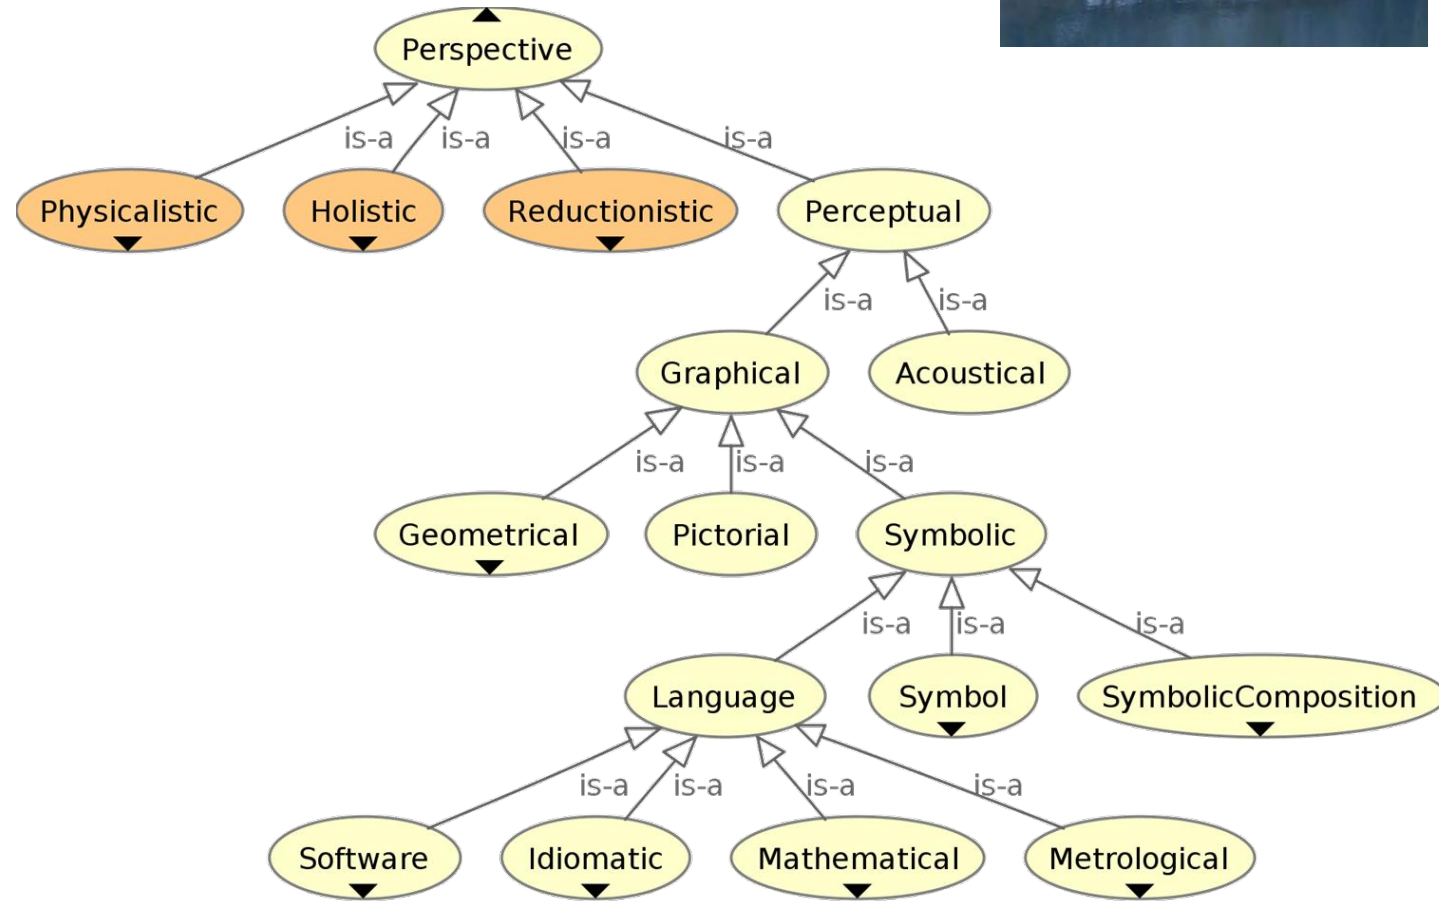 Perspective
is-a is-a is-a is-a
Physicalistic Holistic Reductionistic Perceptual
is-a is-a
Graphical Acoustical
is-a is-a is-a
Geometrical Pictorial Symbolic
is-a is-a is-a
Language Symbol SymbolicComposition
is-a is-a is-a is-a
Software Idiomatic Mathematical Metrological